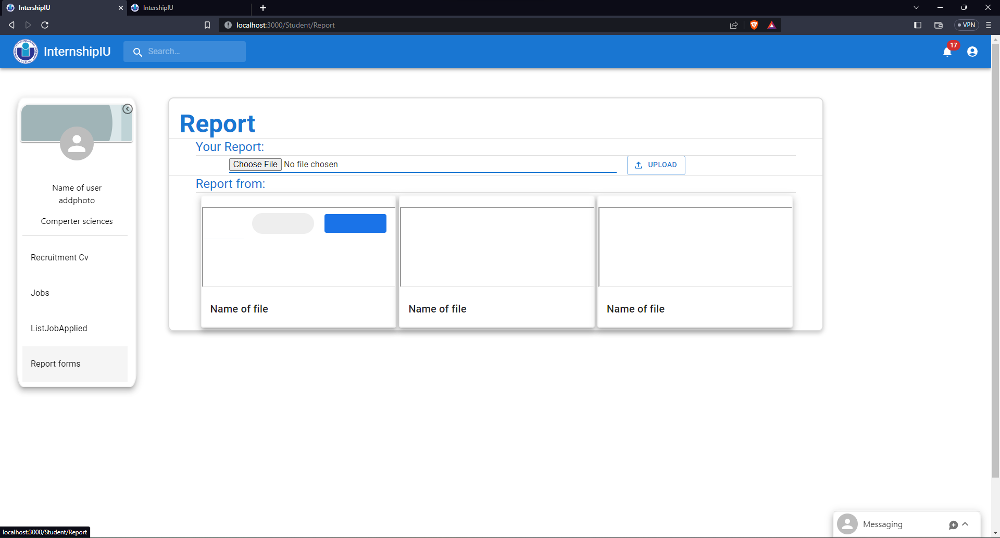 IntershipIU
IntershipIU
localhost:3000/Student/Report
VPN
InternshipIU
Search...
17
Report
Your Report:
Choose File No file chosen
UPLOAD
Report from:
Name of user
addphoto
Comperter sciences
Recruitment Cv
Jobs
ListJobApplied
Report forms
Name of file
Name of file
Name of file
Messaging
localhost:3000/Student/Report